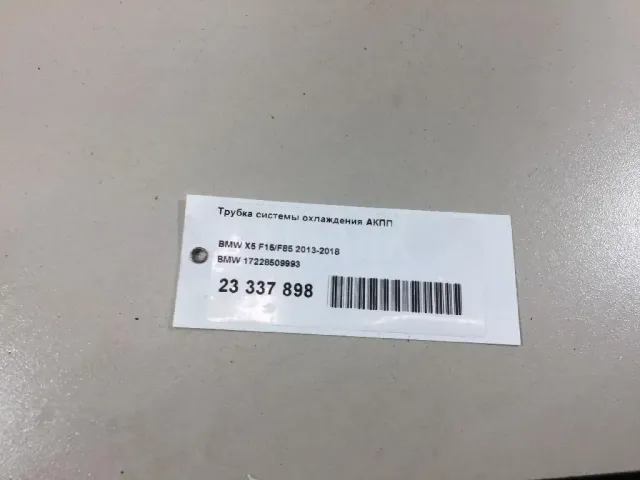 Трубка системы охлаждения АКПП
BMW X5 F15/F85 2013-2018
BMW 17228509993
23 337 898